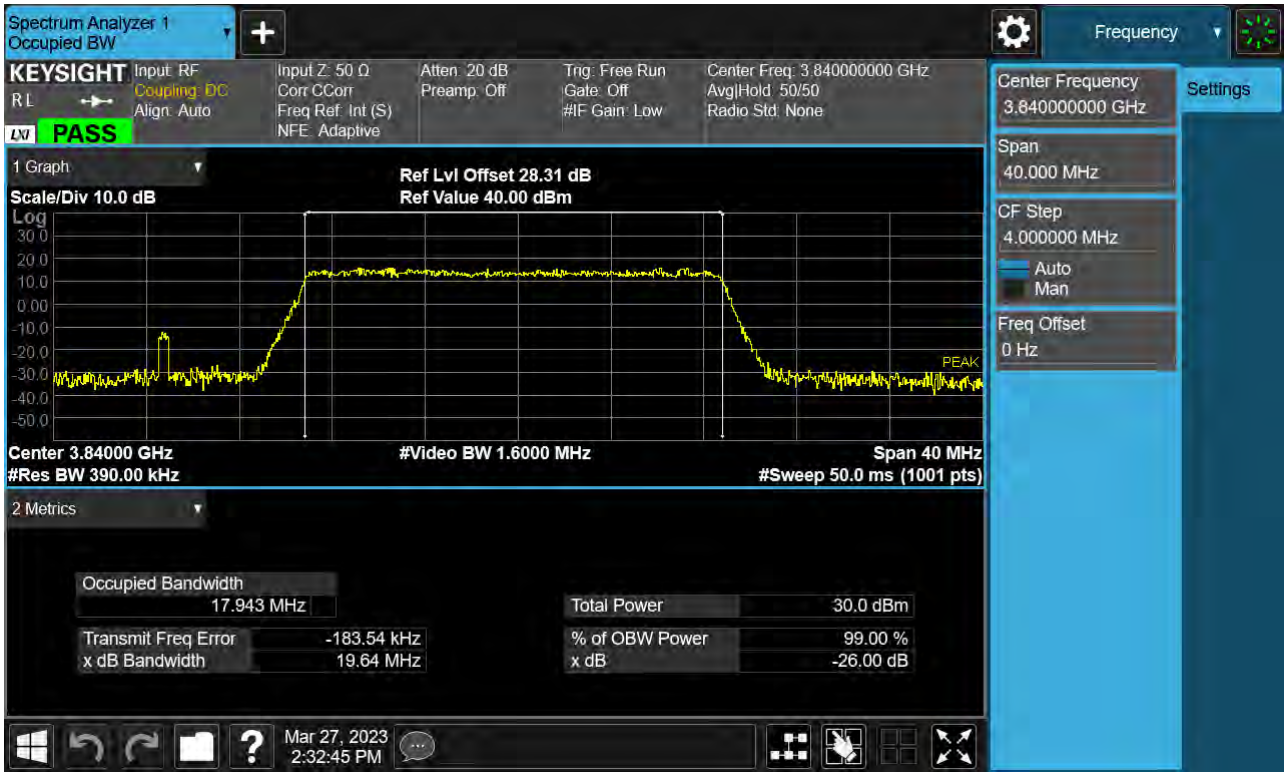 Spectrum Analyzer 1
Occupied BW
+
Frequency
KEYSIGHT
R L
LXI
PASS
Input: RF
Coupling: DC
Align: Auto
Input Z: 50 Ω
Corr CCorr
Freq Ref: Int (S)
NFE: Adaptive
Atten: 20 dB
Preamp: Off
Trig: Free Run
Gate: Off
#IF Gain: Low
Center Freq: 3.840000000 GHz
Avg|Hold: 50/50
Radio Std: None
Center Frequency
3.840000000 GHz
Settings
Span
40.000 MHz
CF Step
4.000000 MHz
Auto
Man
Freq Offset
0 Hz
1 Graph
Scale/Div 10.0 dB
Ref Lvl Offset 28.31 dB
Ref Value 40.00 dBm
Log
30.0
20.0
10.0
0.00
-10.0
-20.0
-30.0
-40.0
-50.0
PEAK
Center 3.84000 GHz
#Video BW 1.6000 MHz
Span 40 MHz
#Res BW 390.00 kHz
#Sweep 50.0 ms (1001 pts)
2 Metrics
Occupied Bandwidth
17.943 MHz
Total Power 30.0 dBm
Transmit Freq Error -183.54 kHz
% of OBW Power 99.00 %
x dB Bandwidth 19.64 MHz
x dB -26.00 dB
?
Mar 27, 2023
2:32:45 PM